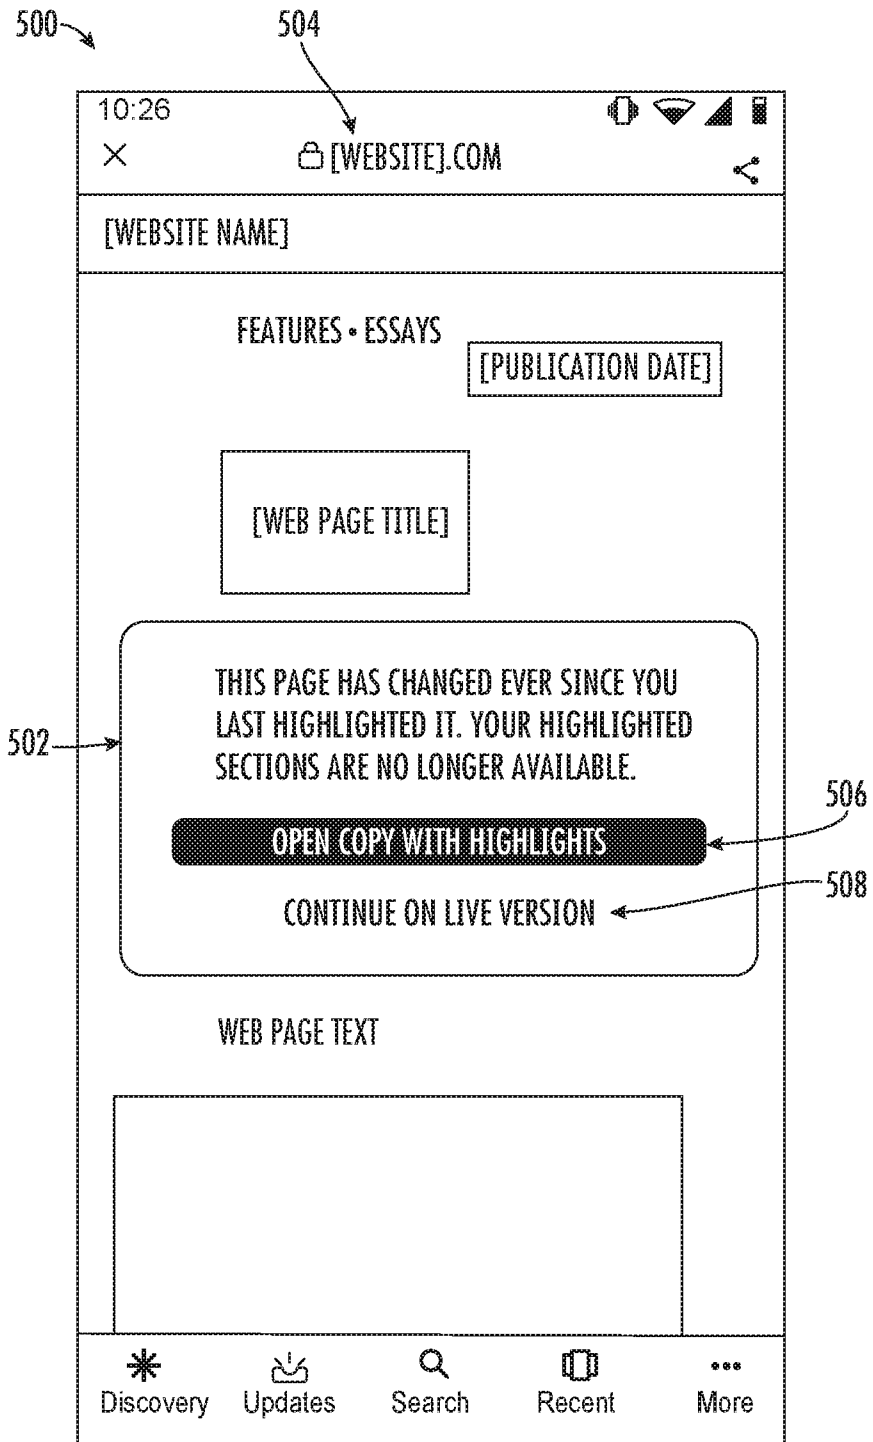 500
504
10:26
[WEBSITE].COM
[WEBSITE NAME]
FEATURES • ESSAYS
[PUBLICATION DATE]
[WEB PAGE TITLE]
THIS PAGE HAS CHANGED EVER SINCE YOU
LAST HIGHLIGHTED IT. YOUR HIGHLIGHTED
SECTIONS ARE NO LONGER AVAILABLE.
502
506
OPEN COPY WITH HIGHLIGHTS
508
CONTINUE ON LIVE VERSION
WEB PAGE TEXT
Discovery Updates Search Recent More